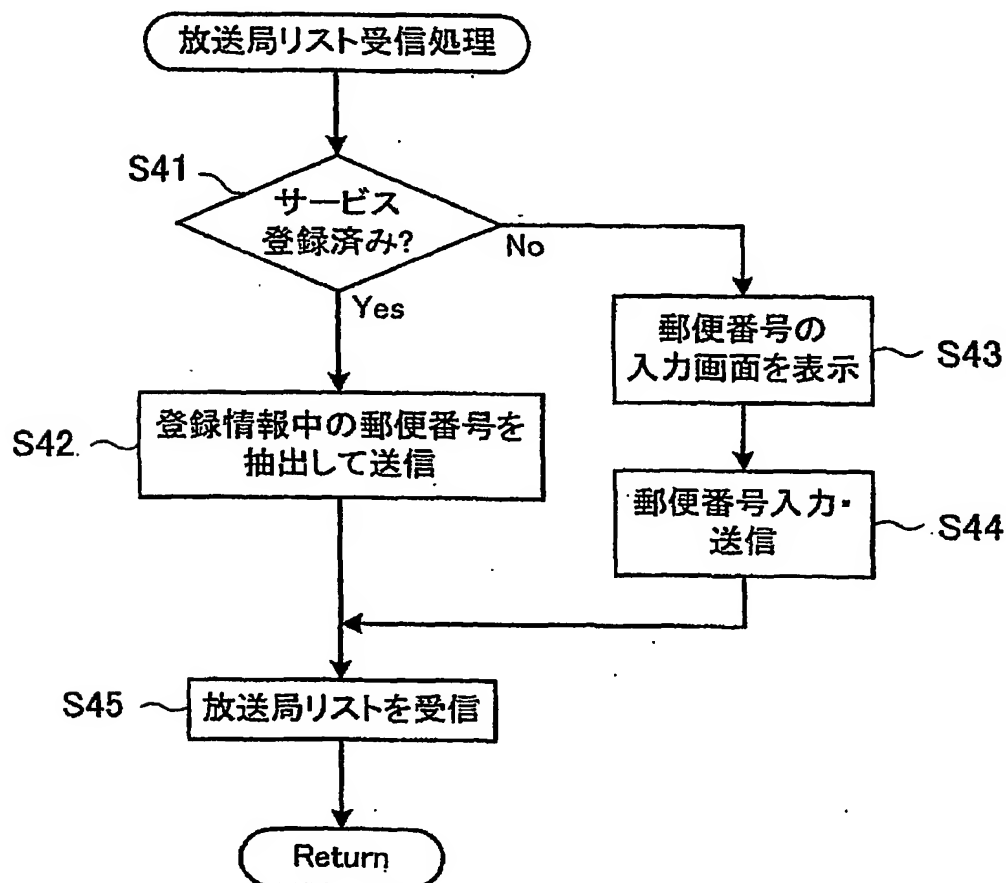 放送局リスト受信処理
S41
サービス
登録済み?
No
Yes
郵便番号の
入力画面を表示
S43
S42
登録情報中の郵便番号を
抽出して送信
郵便番号入力・
送信
S44
S45
放送局リストを受信
Return